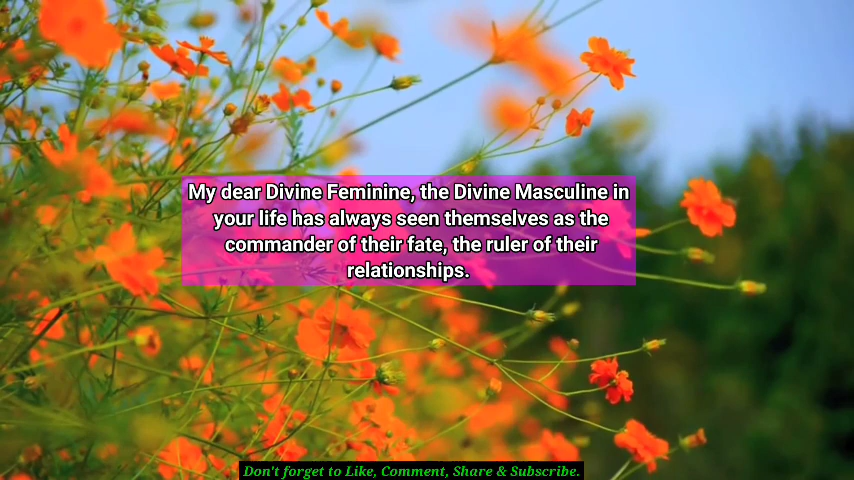 My dear Divine Feminine, the Divine Masculine in
your life has always seen themselves as the
commander of their fate, the ruler of their
relationships.
Don't forget to Like, Comment, Share & Subscribe.